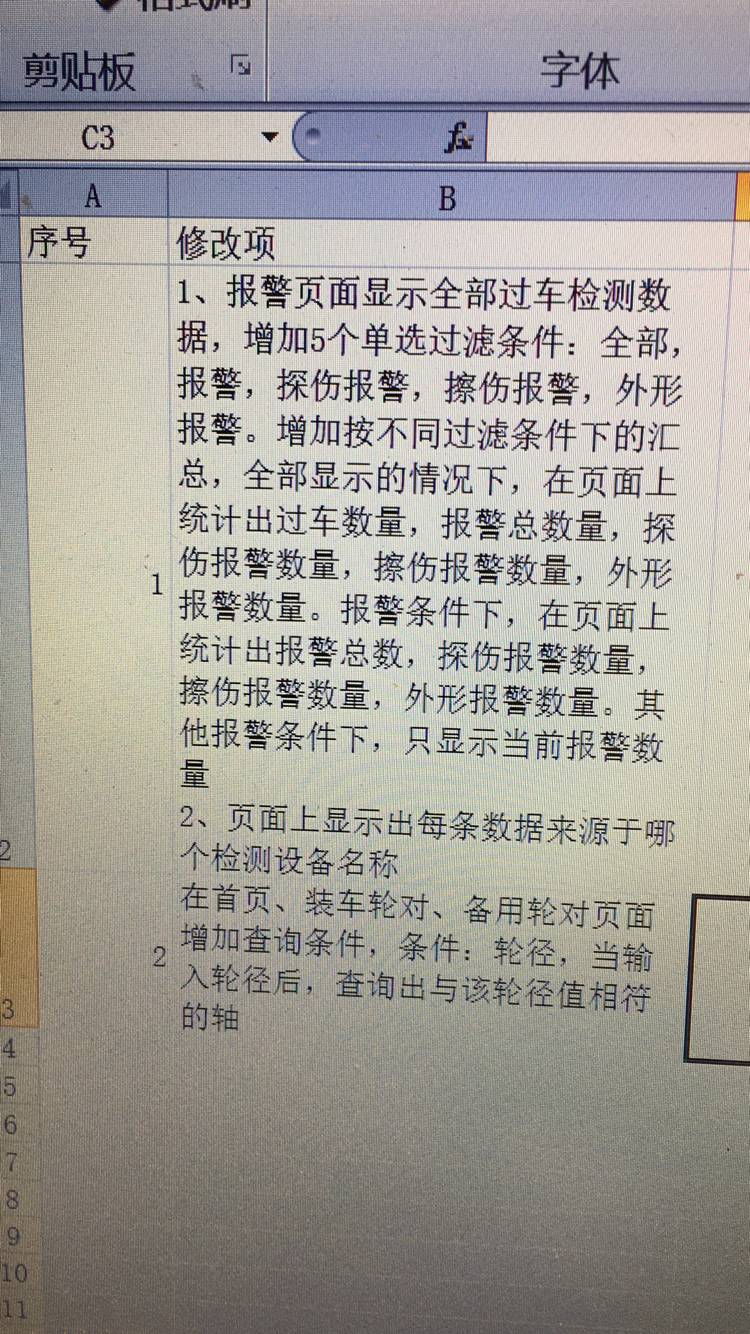 格式刷
剪贴板
字体
C3
fx
A
B
序号
修改项
1、报警页面显示全部过车检测数
据，增加5个单选过滤条件：全部，
报警，探伤报警，擦伤报警，外形
报警。增加按不同过滤条件下的汇
总，全部显示的情况下，在页面上
统计出过车数量，报警总数量，探
伤报警数量，擦伤报警数量，外形
1
报警数量。报警条件下，在页面上
统计出报警总数，探伤报警数量，
擦伤报警数量，外形报警数量。其
他报警条件下，只显示当前报警数
量
2、页面上显示出每条数据来源于哪
2
个检测设备名称
在首页、装车轮对、备用轮对页面
2
增加查询条件，条件：轮径，当输
入轮径后，查询出与该轮径值相符
3
的轴
4
5
6
7
8
9
10
11